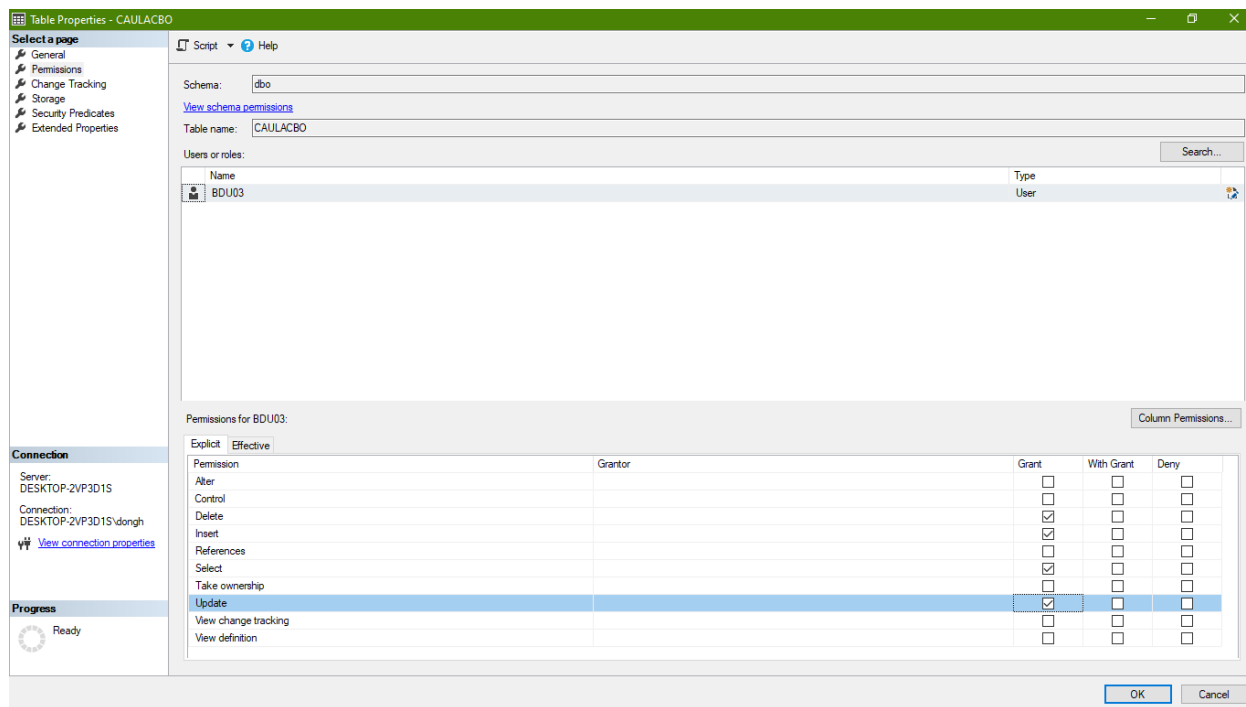 Table Properties - CAULACBO
Select a page
General
Permissions
Change Tracking
Storage
Security Predicates
Extended Properties
Script
Help
Schema: dbo
View schema permissions
Table name: CAULACBO
Users or roles:
Search...
Name Type
BDU03 User
Permissions for BDU03:
Column Permissions...
Explicit Effective
Permission Grantor Grant With Grant Deny
Alter
Control
Delete
Insert
References
Select
Take ownership
Update
View change tracking
View definition
Connection
Server:
DESKTOP-2VP3D1S
Connection:
DESKTOP-2VP3D1S\dongh
View connection properties
Progress
Ready
OK Cancel